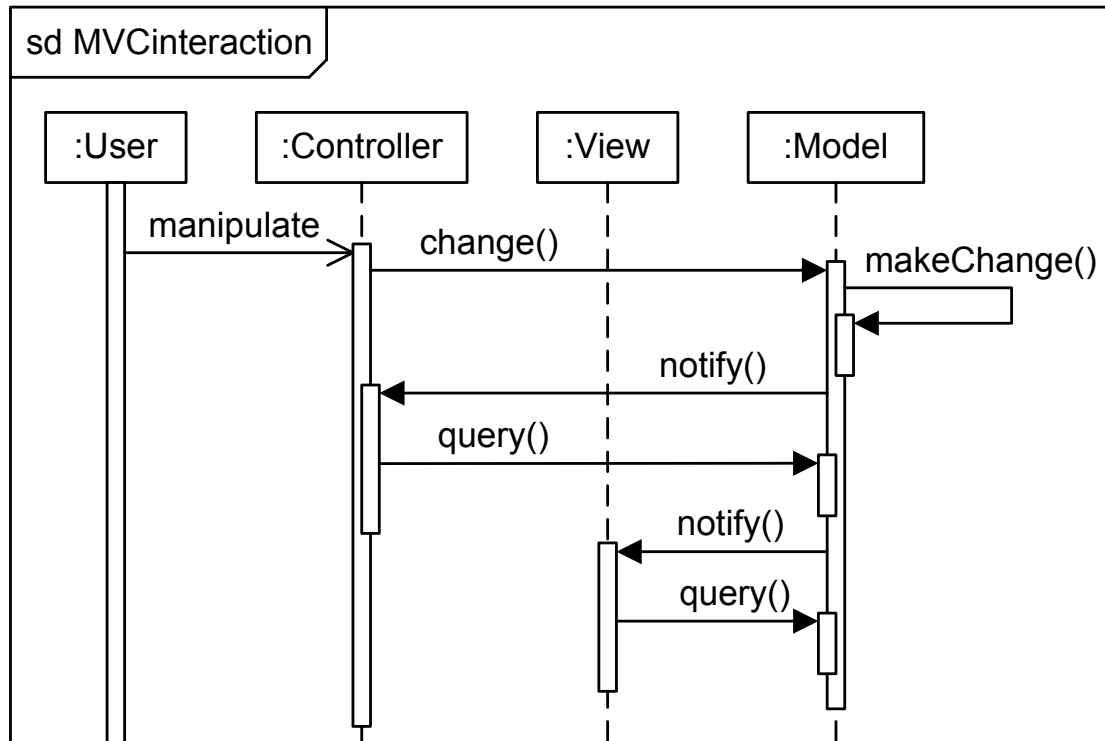 sd MVCinteraction
:User
:Controller
:View
:Model
manipulate
change()
makeChange()
notify()
query()
notify()
query()